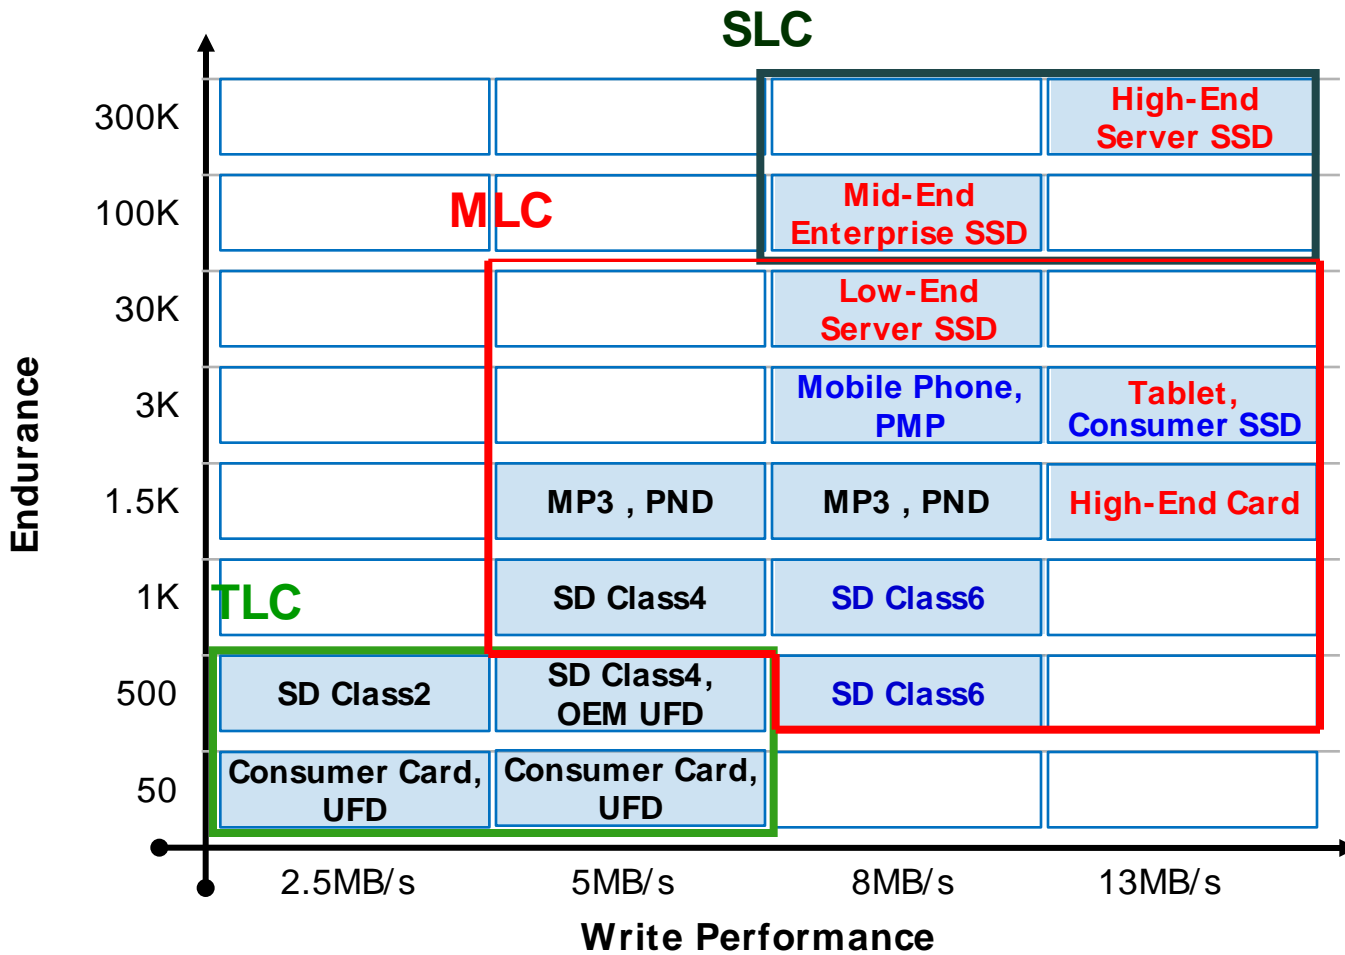 SLC
300K
High-End
Server SSD
100K
MLC
Mid-End
Enterprise SSD
30K
Low-End
Server SSD
Endurance
3K
Mobile Phone,
PMP
Tablet,
Consumer SSD
1.5K
MP3 , PND
MP3 , PND
High-End Card
1K
TLC
SD Class4
SD Class6
500
SD Class2
SD Class4,
OEM UFD
SD Class6
50
Consumer Card,
UFD
Consumer Card,
UFD
2.5MB/s
5MB/s
8MB/s
13MB/s
Write Performance